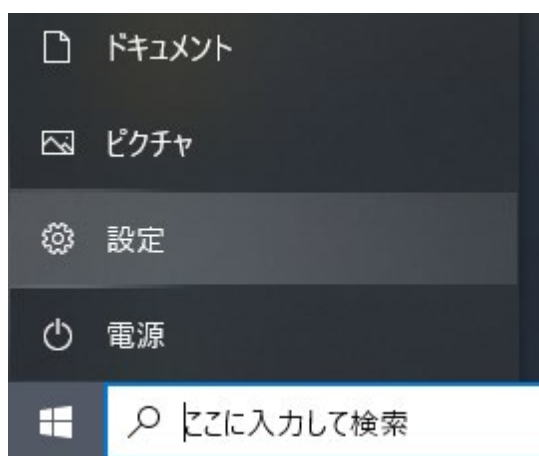 ドキュメント
ピクチャ
設定
電源
ここに入力して検索